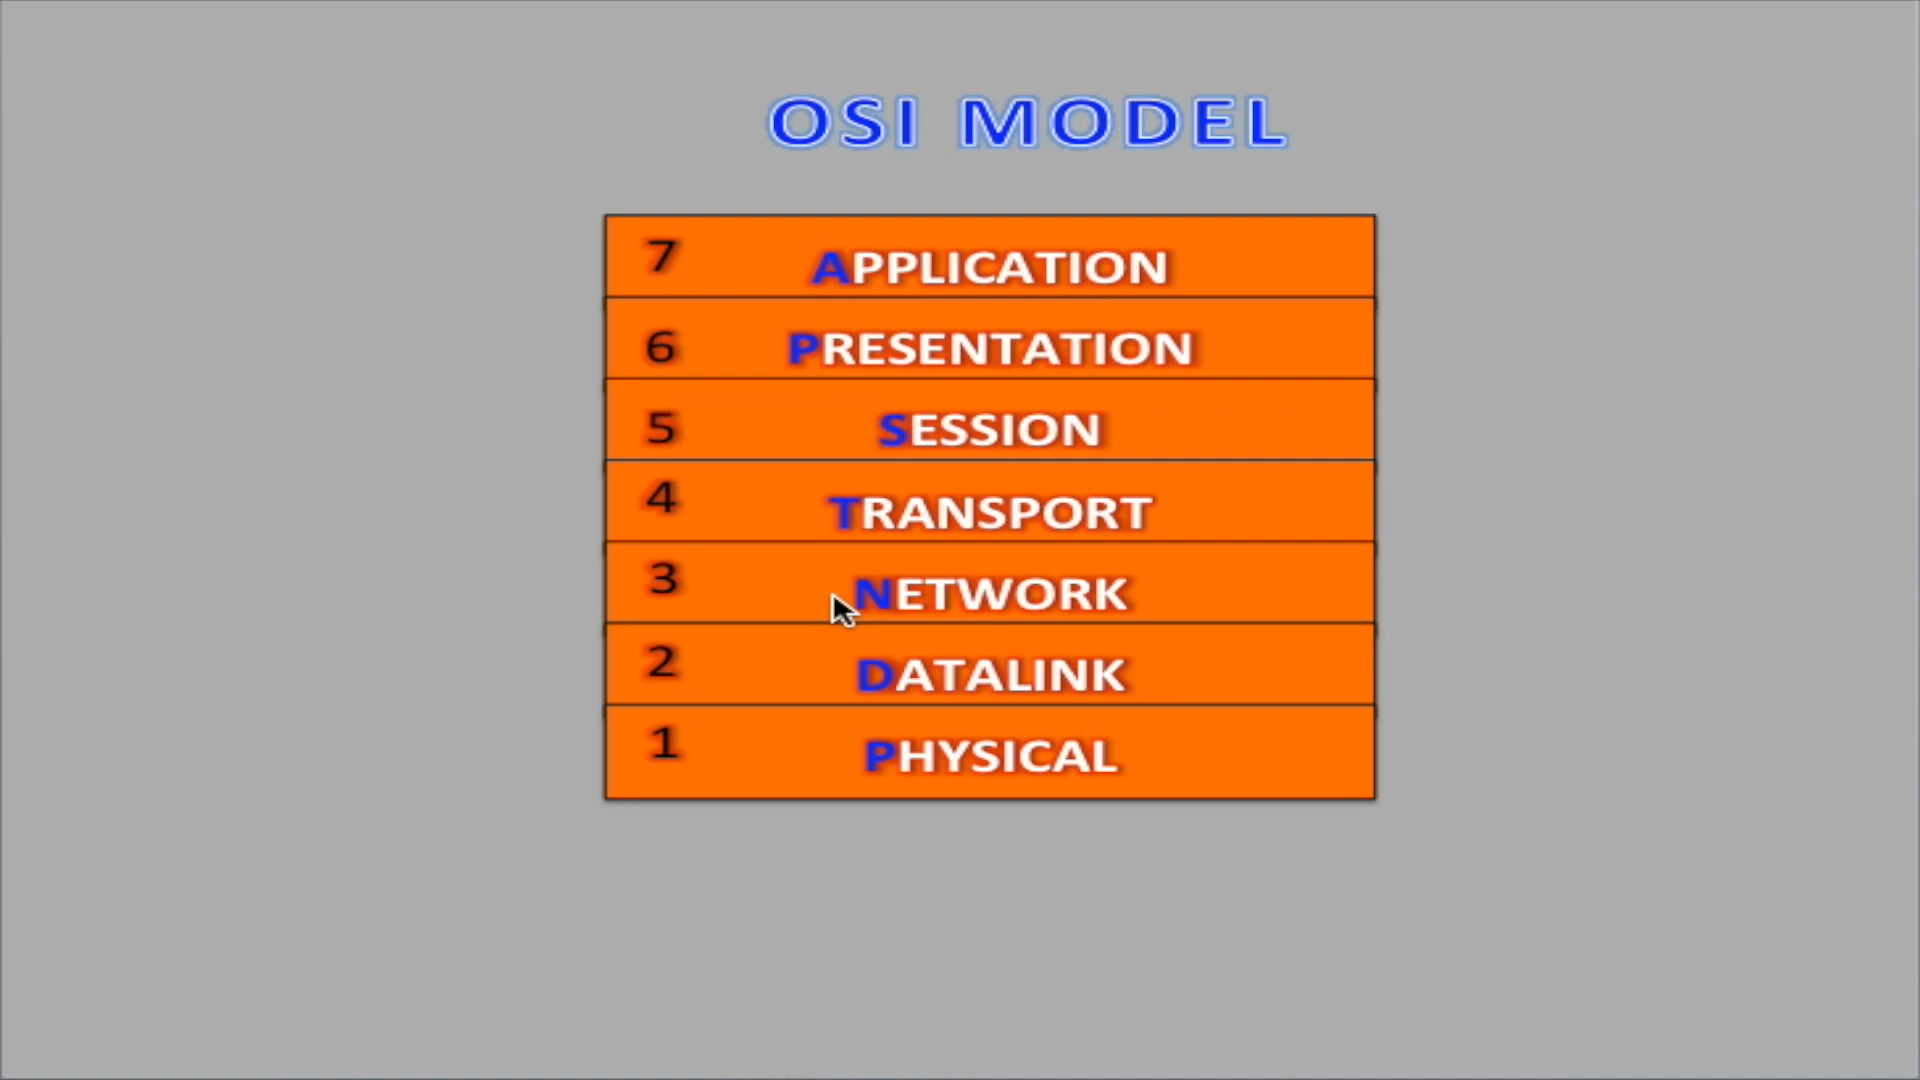 OSI MODEL
7 APPLICATION
6 PRESENTATION
5 SESSION
4 TRANSPORT
3 NETWORK
2 DATALINK
1 PHYSICAL